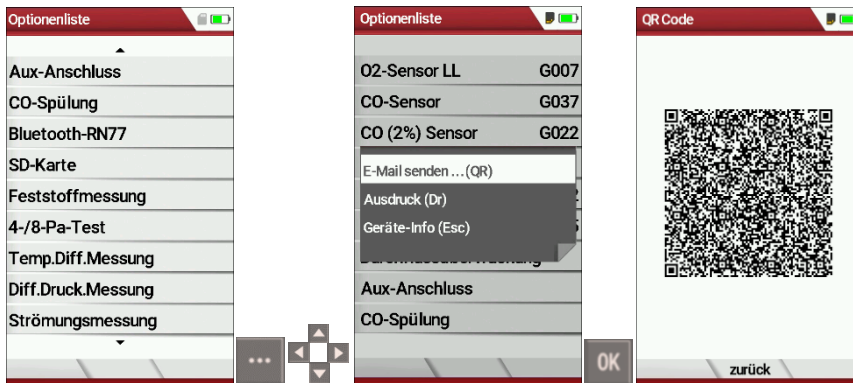 Optionenliste
Aux-Anschluss
CO-Spülung
Bluetooth-RN77
SD-Karte
Feststoffmessung
4-/8-Pa-Test
Temp.Diff.Messung
Diff.Druck.Messung
Strömungsmessung
...
Optionenliste
O2-Sensor LL G007
CO-Sensor G037
CO (2%) Sensor G022
E-Mail senden ...(QR)
Ausdruck (Dr)
Geräte-Info (Esc)
Aux-Anschluss
CO-Spülung
OK
QR Code
zurück